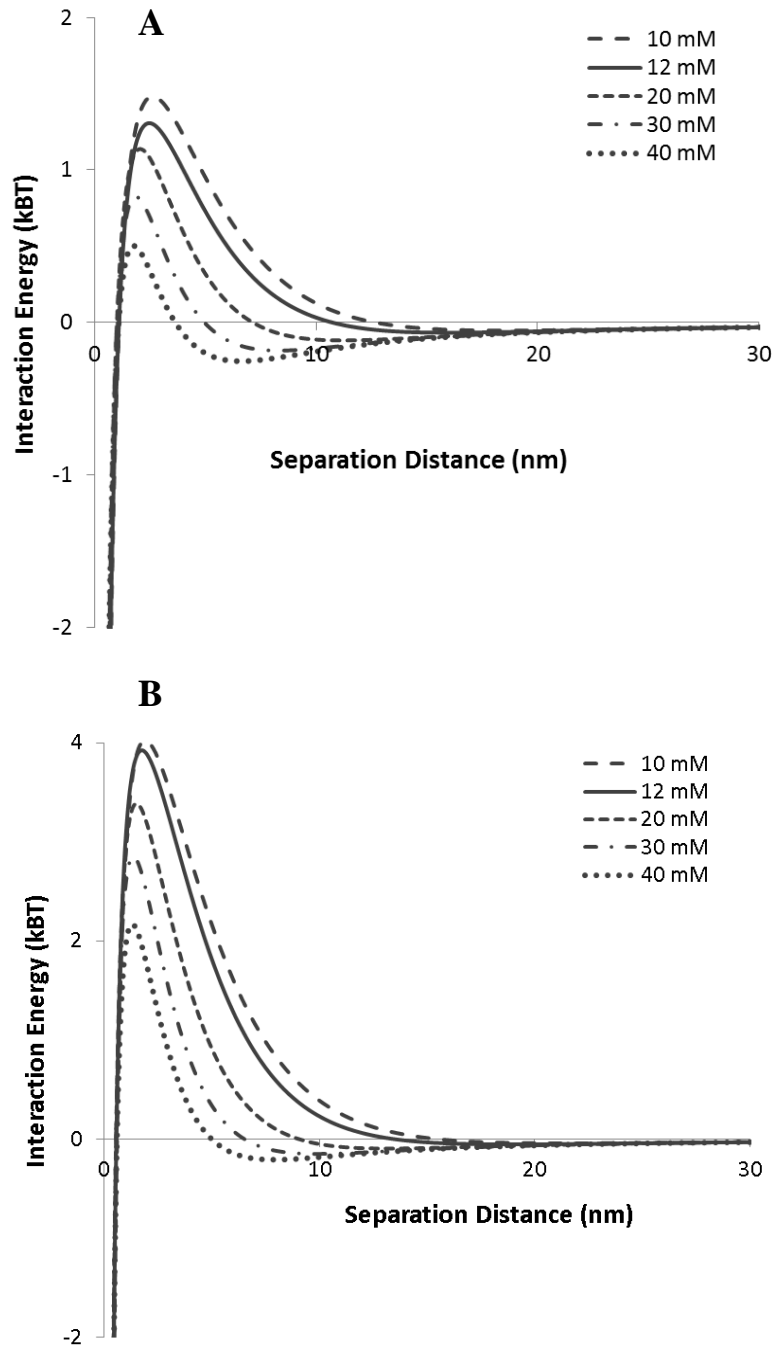 A
2
1
0
-1
-2
Interaction Energy (kBT)
0
10
20
30
Separation Distance (nm)
10 mM
12 mM
20 mM
30 mM
40 mM
B
4
2
0
-2
Interaction Energy (kBT)
0
10
20
30
Separation Distance (nm)
10 mM
12 mM
20 mM
30 mM
40 mM